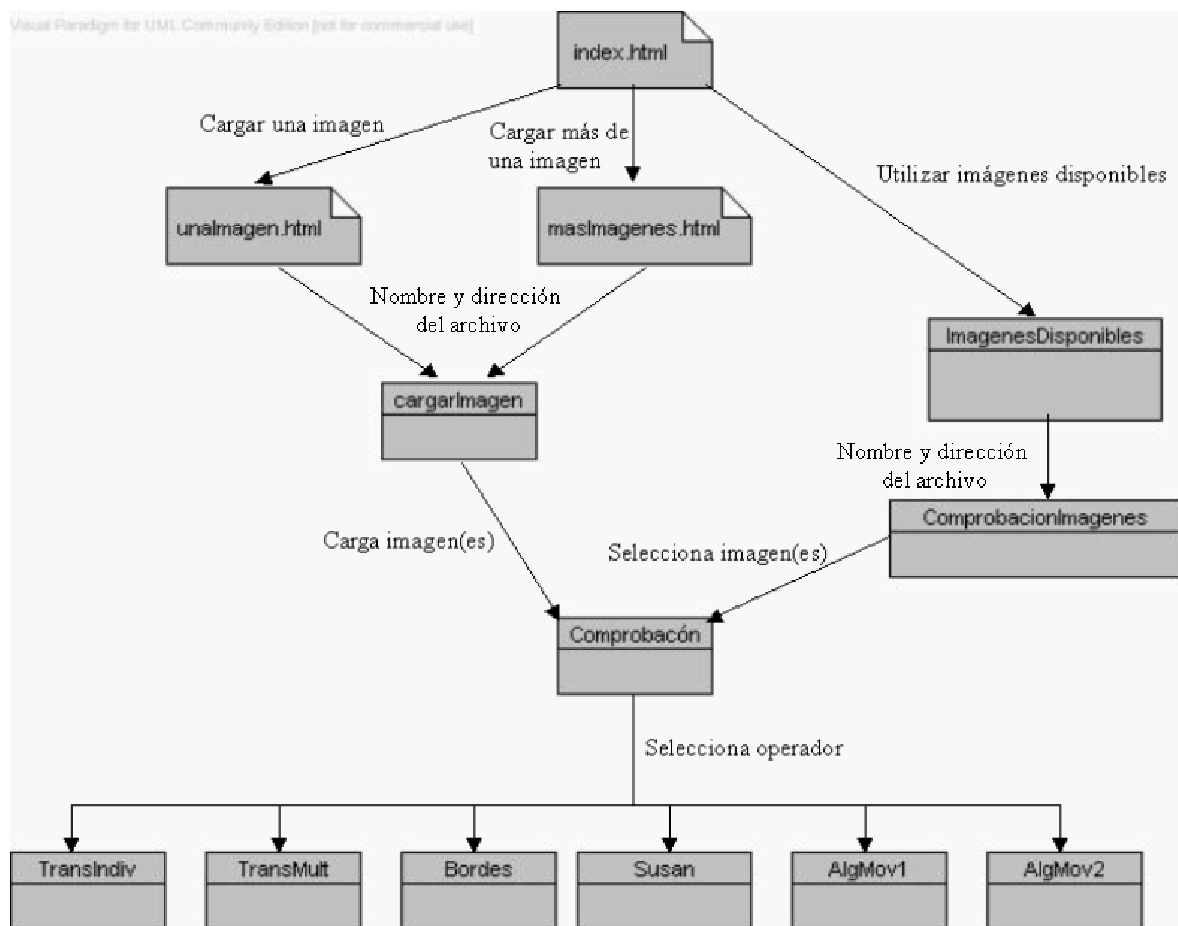 Visual Paradigm for UML Community Edition [not for commercial use]
index.html
Cargar una imagen
Cargar más de
una imagen
Utilizar imágenes disponibles
unaImagen.html
masImagenes.html
Nombre y dirección
del archivo
ImagenesDisponibles
cargarImagen
Nombre y dirección
del archivo
ComprobacionImagenes
Carga imagen(es)
Selecciona imagen(es)
Comprobacón
Selecciona operador
TransIndiv
TransMult
Bordes
Susan
AlgMov1
AlgMov2